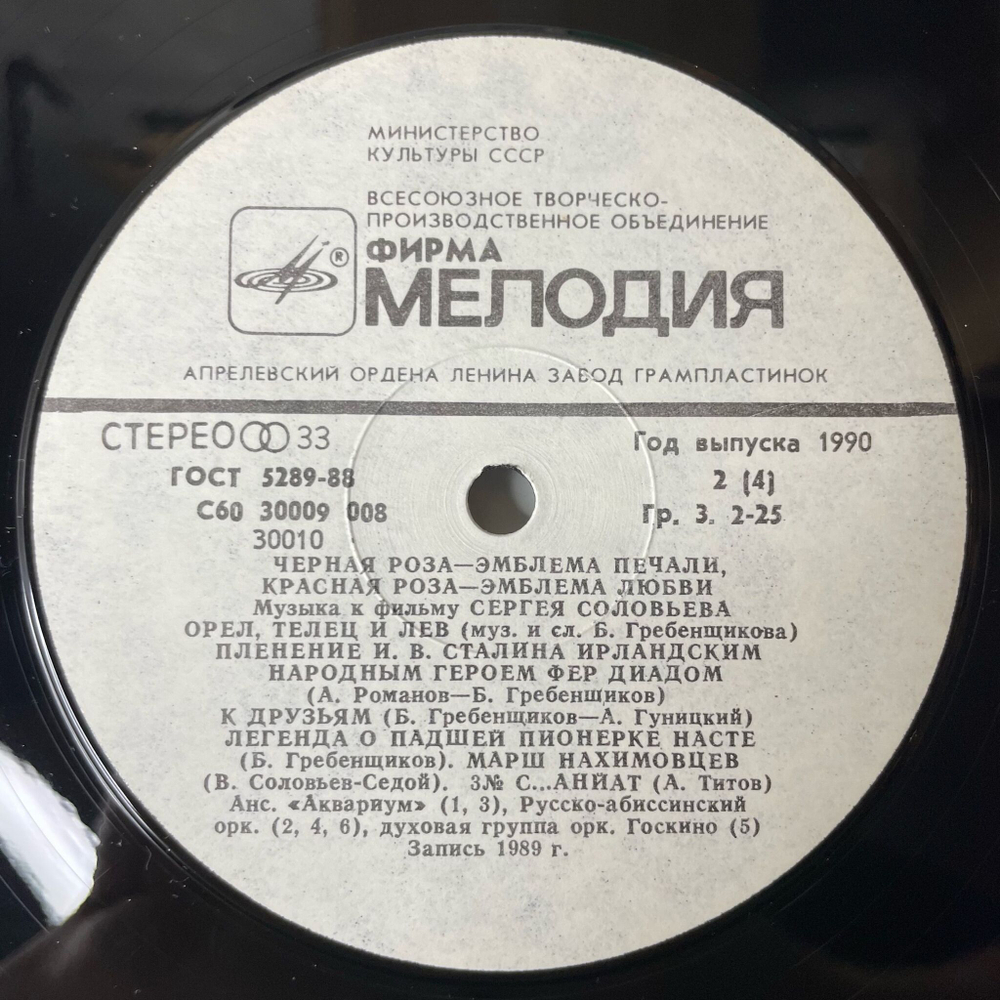 МИНИСТЕРСТВО
КУЛЬТУРЫ СССР
ВСЕСОЮЗНОЕ ТВОРЧЕСКО-
ПРОИЗВОДСТВЕННОЕ ОБЪЕДИНЕНИЕ
ФИРМА
®
МЕЛОДИЯ
АПРЕЛЕВСКИЙ ОРДЕНА ЛЕНИНА ЗАВОД ГРАМПЛАСТИНОК
СТЕРЕО 33 Год выпуска 1990
ГОСТ 5289-88 2 (4)
С60 30009 008 Гр. 3. 2-25
30010
ЧЕРНАЯ РОЗА—ЭМБЛЕМА ПЕЧАЛИ,
КРАСНАЯ РОЗА—ЭМБЛЕМА ЛЮБВИ
Музыка к фильму СЕРГЕЯ СОЛОВЬЕВА
ОРЕЛ, ТЕЛЕЦ И ЛЕВ (муз. и сл. Б. Гребенщикова)
ПЛЕНЕНИЕ И. В. СТАЛИНА ИРЛАНДСКИМ
НАРОДНЫМ ГЕРОЕМ ФЕР ДИАДОМ
(А. Романов—Б. Гребенщиков)
К ДРУЗЬЯМ (Б. Гребенщиков—А. Гуницкий)
ЛЕГЕНДА О ПАДШЕЙ ПИОНЕРКЕ НАСТЕ
(Б. Гребенщиков). МАРШ НАХИМОВЦЕВ
(В. Соловьев-Седой). 3№ С...АНЙАТ (А. Титов)
Анс. «Аквариум» (1, 3), Русско-абиссинский
орк. (2, 4, 6), духовая группа орк. Госкино (5)
Запись 1989 г.